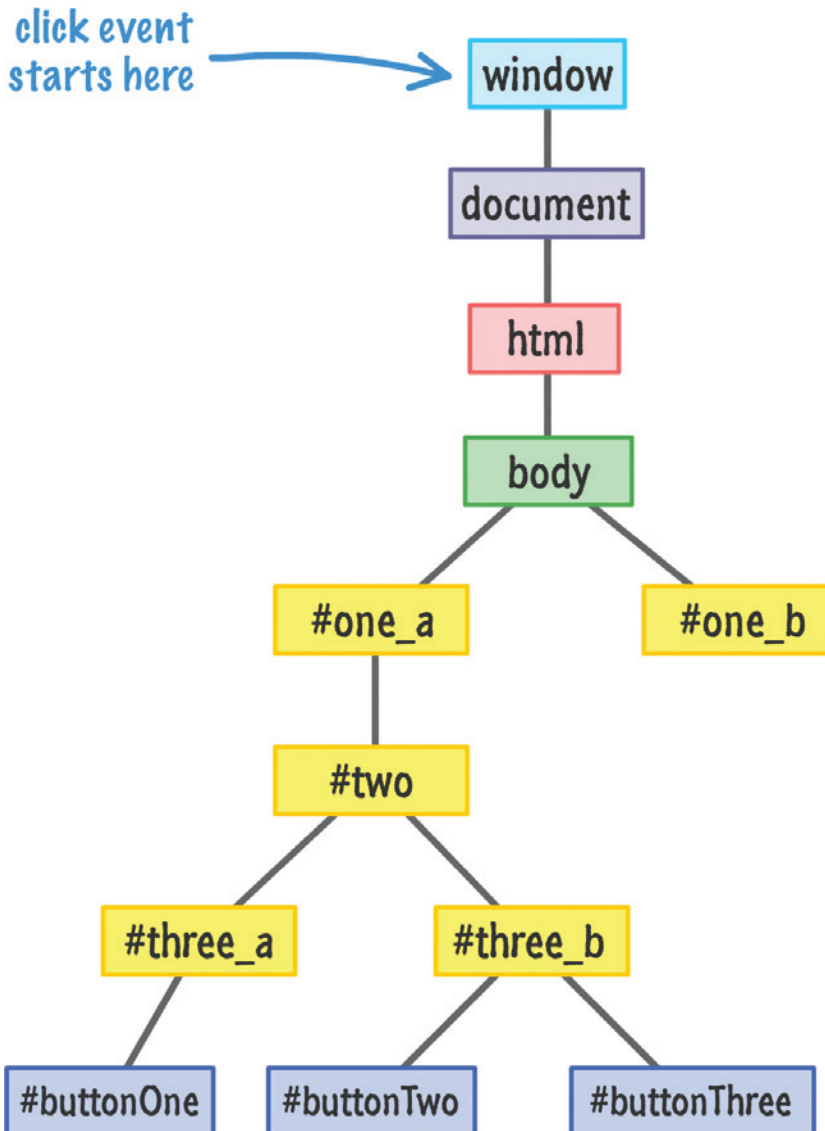 click event
starts here
window
document
html
body
#one_a
#one_b
#two
#three_a
#three_b
#buttonOne
#buttonTwo
#buttonThree